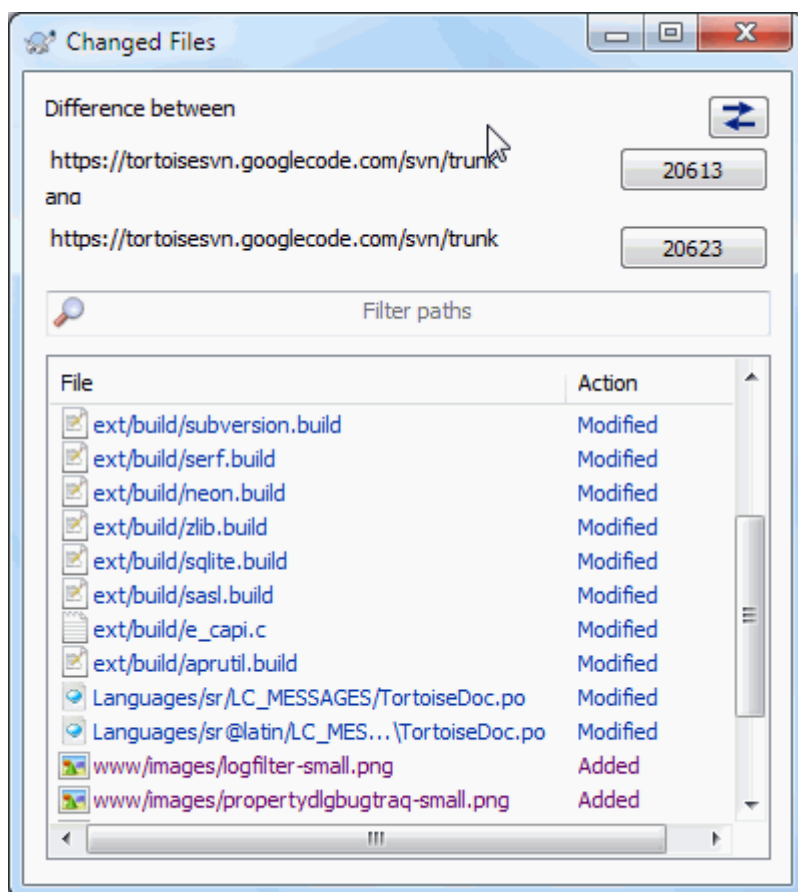 Changed Files
Difference between
https://tortoisesvn.googlecode.com/svn/trunk 20613
and
https://tortoisesvn.googlecode.com/svn/trunk 20623
Filter paths
File Action
ext/build/subversion.build Modified
ext/build/serf.build Modified
ext/build/neon.build Modified
ext/build/zlib.build Modified
ext/build/sqlite.build Modified
ext/build/sasl.build Modified
ext/build/e_capi.c Modified
ext/build/aprutil.build Modified
Languages/sr/LC_MESSAGES/TortoiseDoc.po Modified
Languages/sr@latin/LC_MES...\TortoiseDoc.po Modified
www/images/logfilter-small.png Added
www/images/propertydlgbugtraq-small.png Added